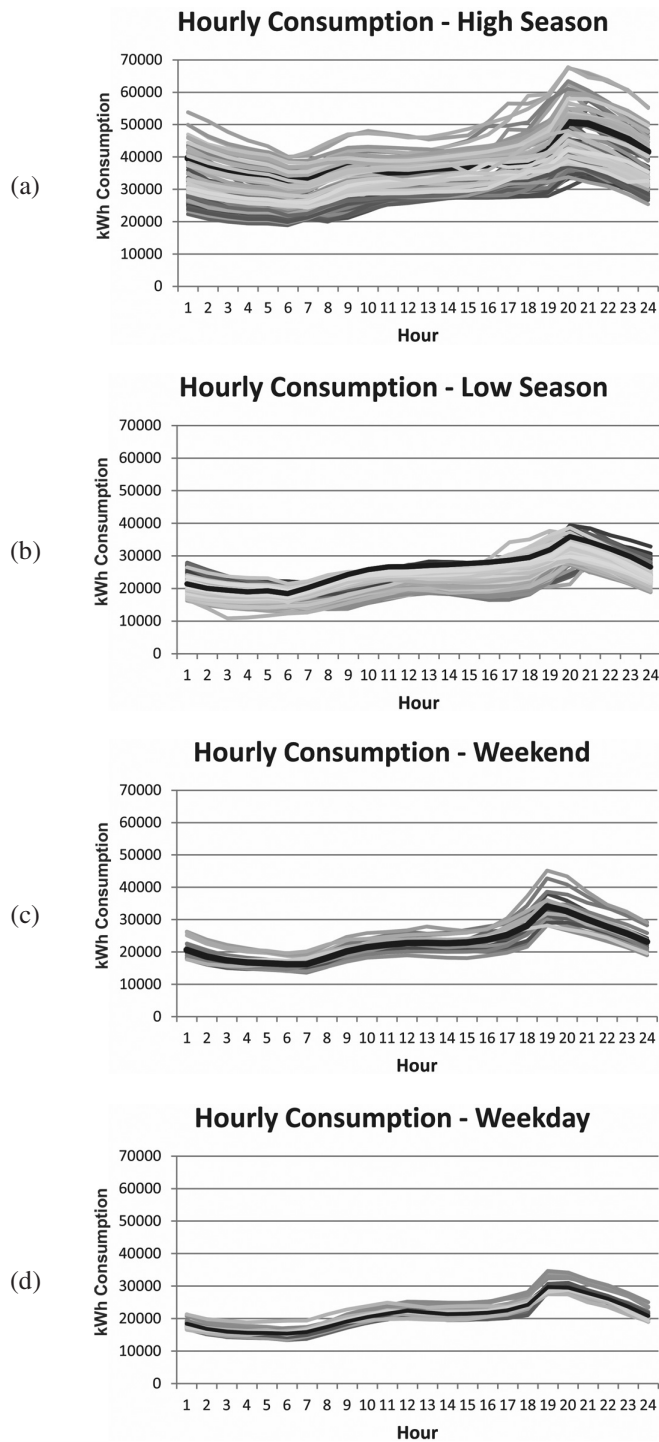 Hourly Consumption - High Season
70000
60000
50000
40000
30000
20000
10000
0
kWh Consumption
1 2 3 4 5 6 7 8 9 10 11 12 13 14 15 16 17 18 19 20 21 22 23 24
Hour
(a)
Hourly Consumption - Low Season
70000
60000
50000
40000
30000
20000
10000
0
kWh Consumption
1 2 3 4 5 6 7 8 9 10 11 12 13 14 15 16 17 18 19 20 21 22 23 24
Hour
(b)
Hourly Consumption - Weekend
70000
60000
50000
40000
30000
20000
10000
0
kWh Consumption
1 2 3 4 5 6 7 8 9 10 11 12 13 14 15 16 17 18 19 20 21 22 23 24
Hour
(c)
Hourly Consumption - Weekday
70000
60000
50000
40000
30000
20000
10000
0
kWh Consumption
1 2 3 4 5 6 7 8 9 10 11 12 13 14 15 16 17 18 19 20 21 22 23 24
Hour
(d)